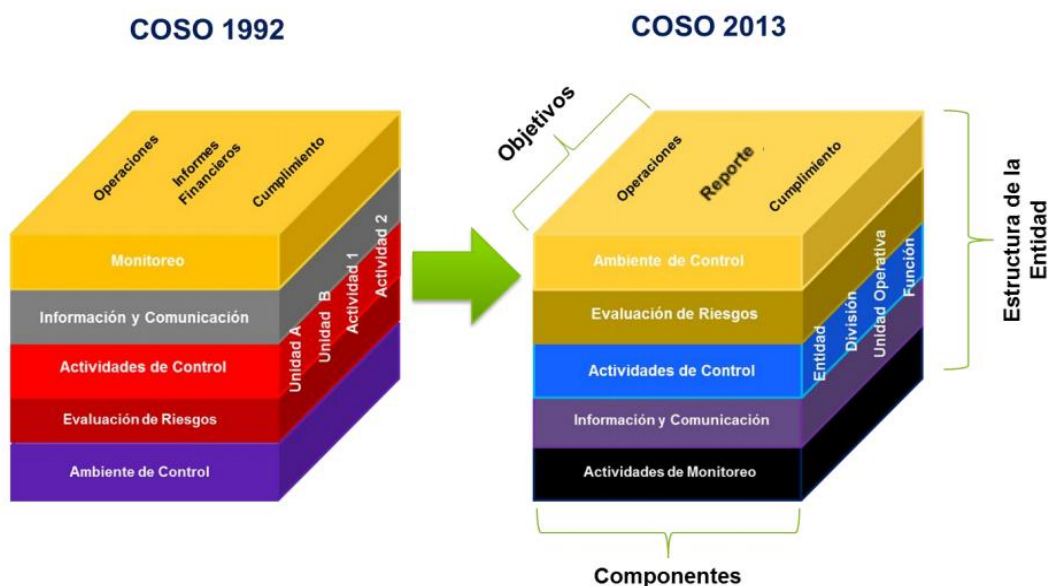 COSO 1992
COSO 2013
Operaciones
Informes
Financieros
Cumplimiento
Monitoreo
Información y Comunicación
Actividades de Control
Evaluación de Riesgos
Ambiente de Control
Unidad A
Unidad B
Actividad 1
Actividad 2
Objetivos
Operaciones
Reporte
Cumplimiento
Ambiente de Control
Evaluación de Riesgos
Actividades de Control
Información y Comunicación
Actividades de Monitoreo
Entidad
División
Unidad Operativa
Función
Estructura de la
Entidad
Componentes